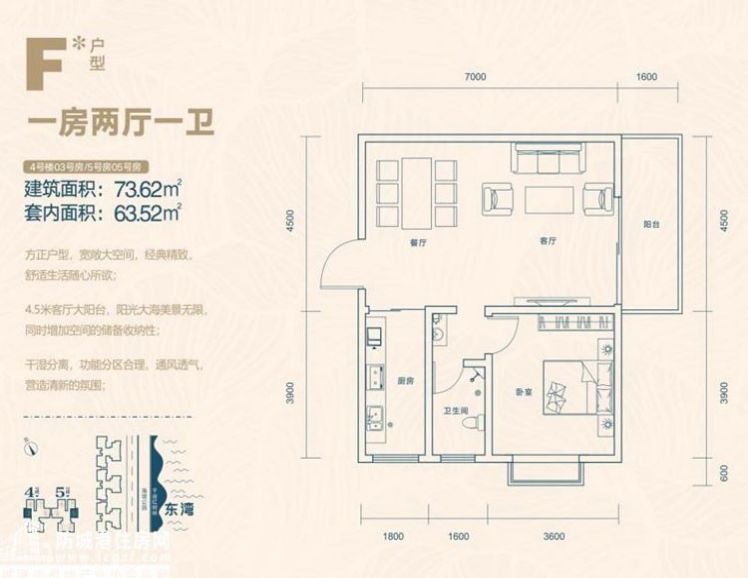 F*户型
一房两厅一卫
4号楼03号房/5号房05号房
建筑面积：73.62㎡
套内面积：63.52㎡
方正户型，宽敞大空间，经典精致，
舒适生活随心所欲；
4.5米客厅大阳台，阳光大海美景无限，
同时增加空间的储备收纳性；
干湿分离，功能分区合理，通风透气，
营造清新的氛围；
4 5
东湾
防城港住房网
7000 1600
4500 4500
餐厅 客厅 阳台
3900 3900
厨房 卫生间 卧室
600
1800 1600 3600